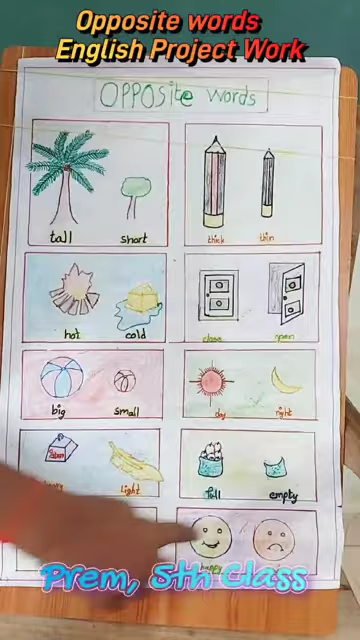 Opposite words
English Project Work
OPPOSite words
tall short
thick thin
hot cold
close open
big small
day night
light
full empty
happy
Prem, 5th Class